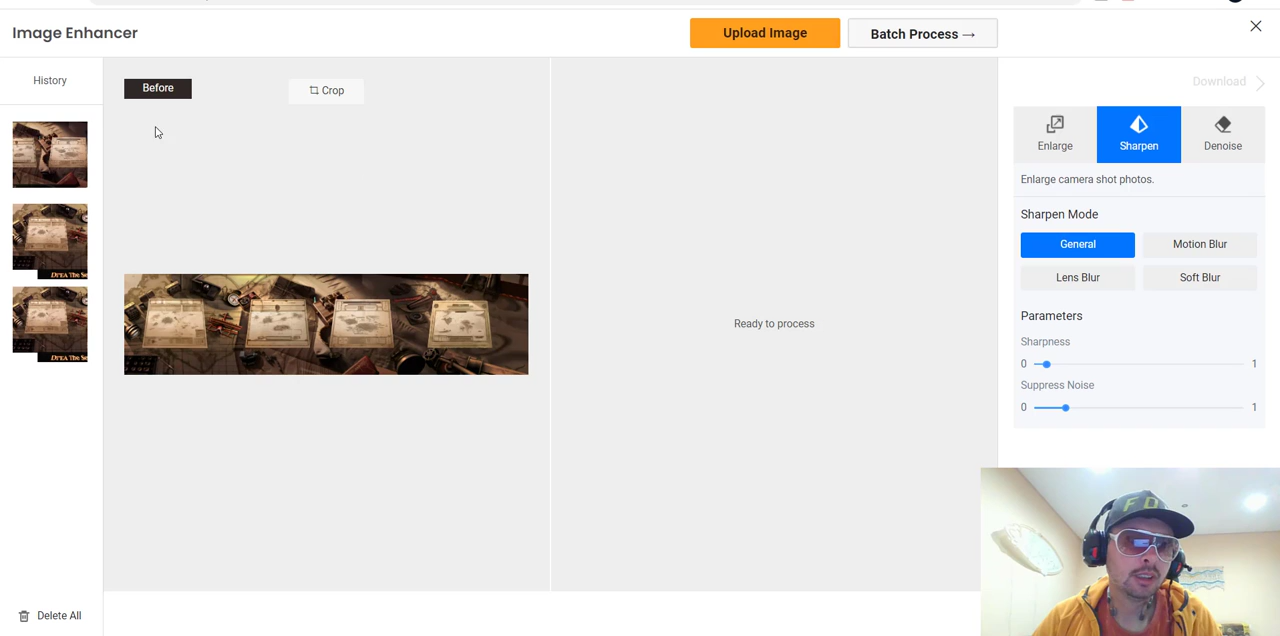 Image Enhancer
Upload Image
Batch Process →
History
Before
Crop
Download
Enlarge
Sharpen
Denoise
Enlarge camera shot photos.
Sharpen Mode
General
Motion Blur
Lens Blur
Soft Blur
Ready to process
Parameters
Sharpness
0
1
Suppress Noise
0
1
Delete All